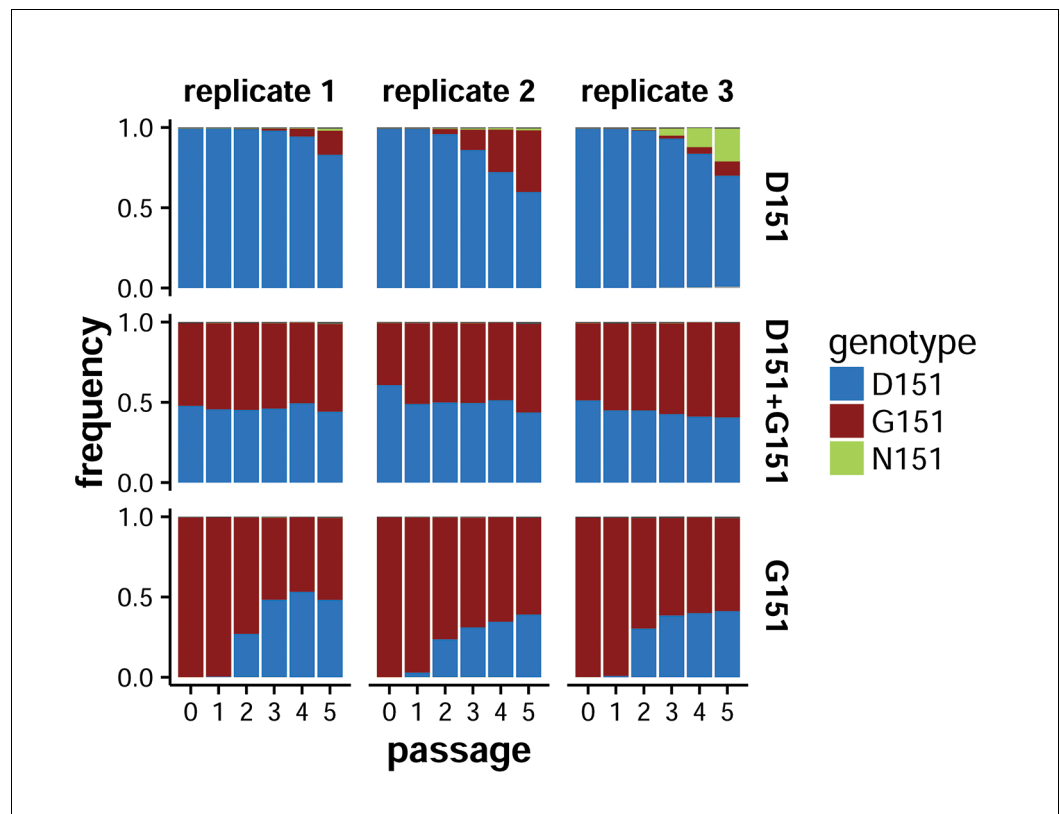 replicate 1 replicate 2 replicate 3
1.0
0.5
0.0
D151
1.0
0.5
0.0
D151+G151
1.0
0.5
0.0
G151
frequency
0 1 2 3 4 5 0 1 2 3 4 5 0 1 2 3 4 5
passage
genotype
D151
G151
N151